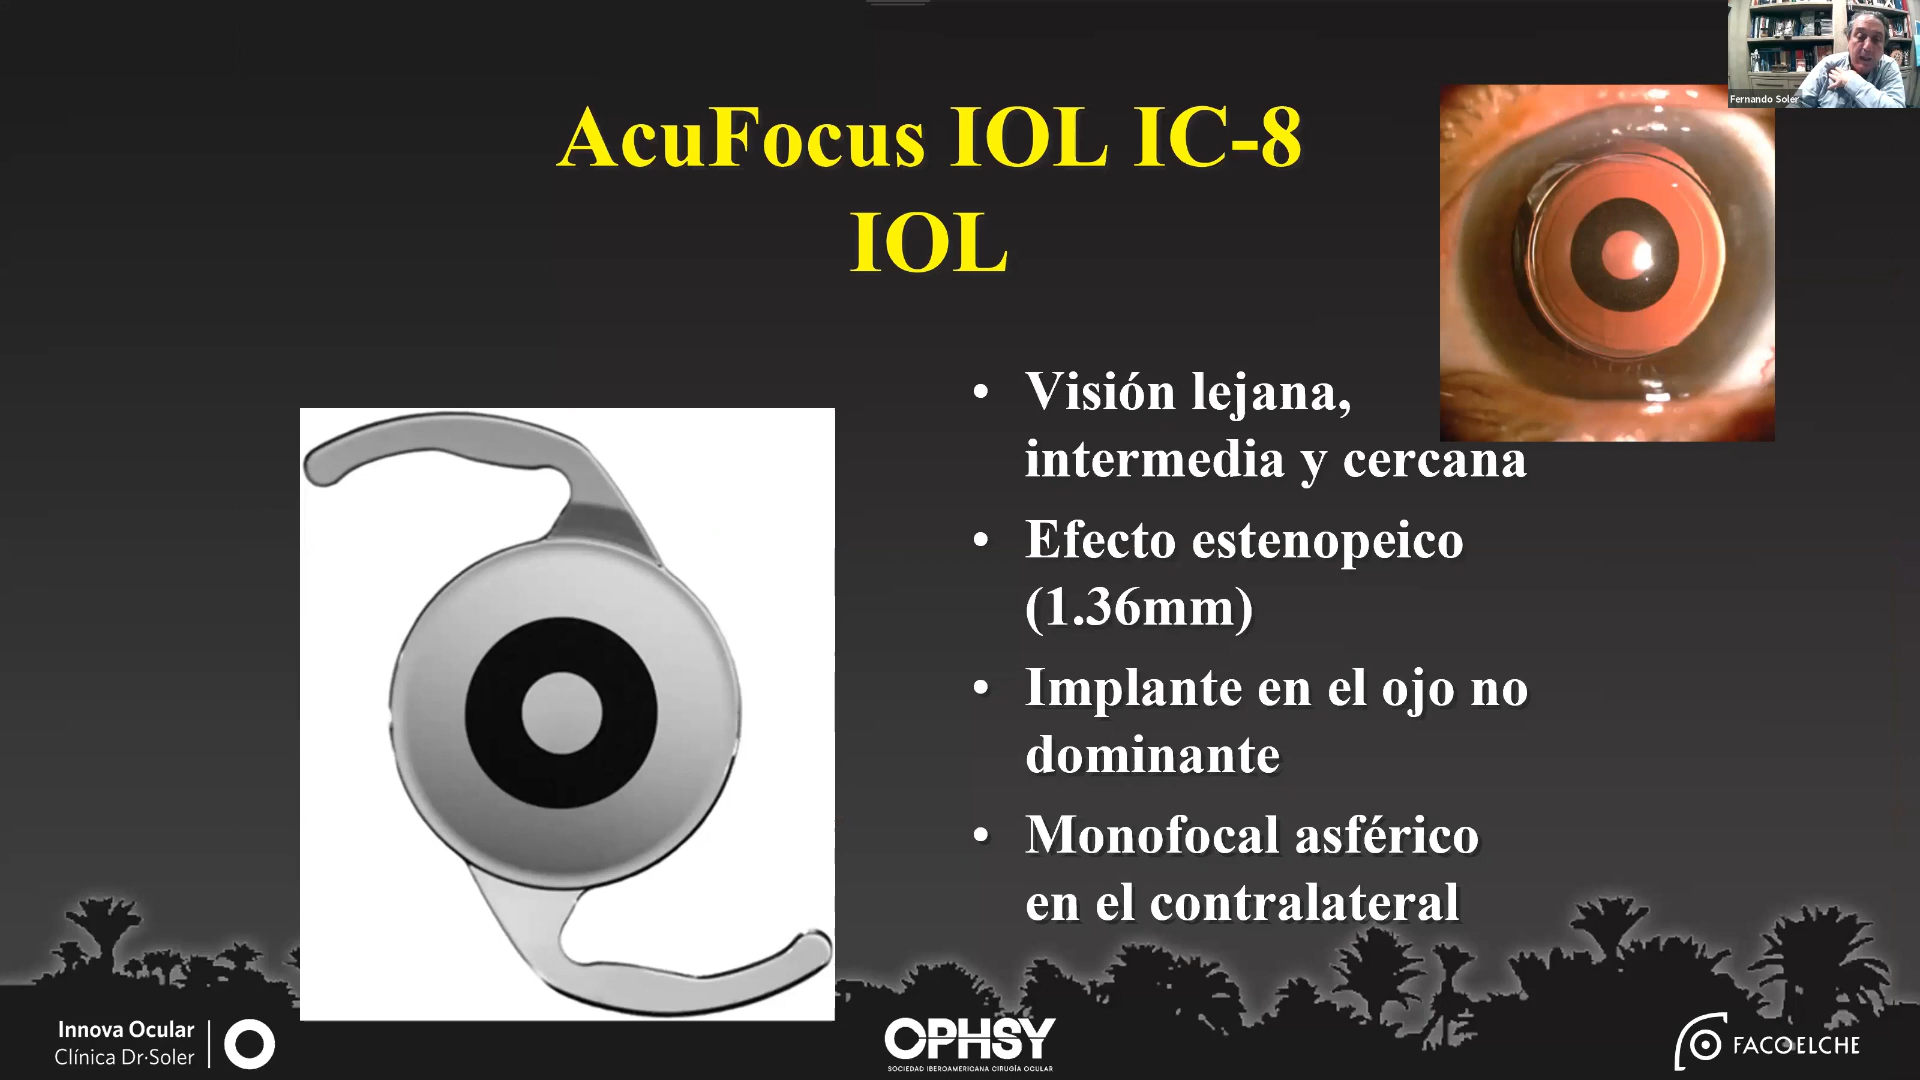 Fernando Soler
AcuFocus IOL IC-8
IOL
• Visión lejana,
intermedia y cercana
• Efecto estenopeico
(1.36mm)
• Implante en el ojo no
dominante
• Monofocal asférico
en el contralateral
Innova Ocular
Clínica Dr·Soler
OPHSY
SOCIEDAD IBEROAMERICANA CIRUGÍA OCULAR
FACOELCHE